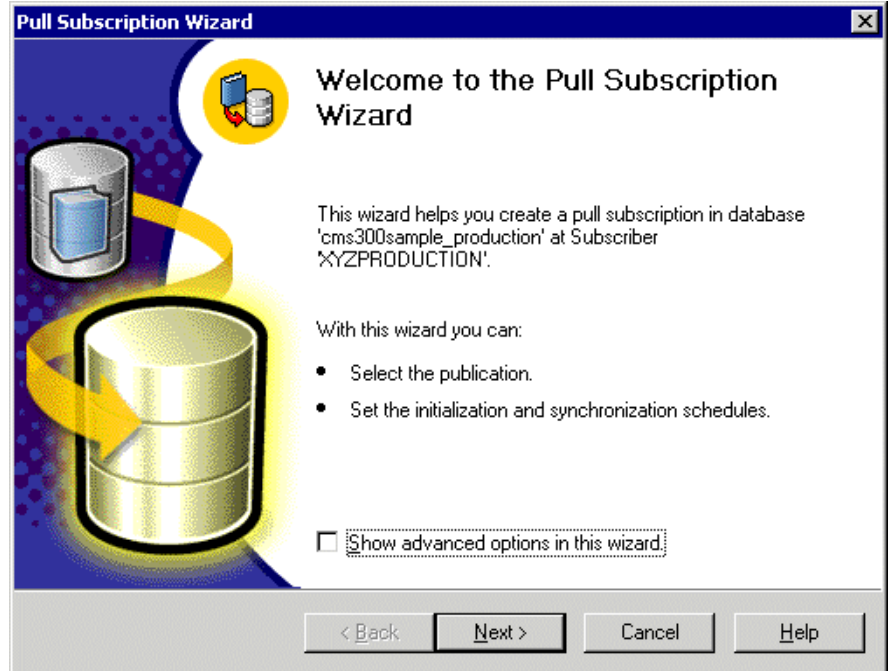 Pull Subscription Wizard
Welcome to the Pull Subscription
Wizard
This wizard helps you create a pull subscription in database
'cms300sample_production' at Subscriber
'XYZPRODUCTION'.
With this wizard you can:
• Select the publication.
• Set the initialization and synchronization schedules.
Show advanced options in this wizard.
< Back
Next >
Cancel
Help